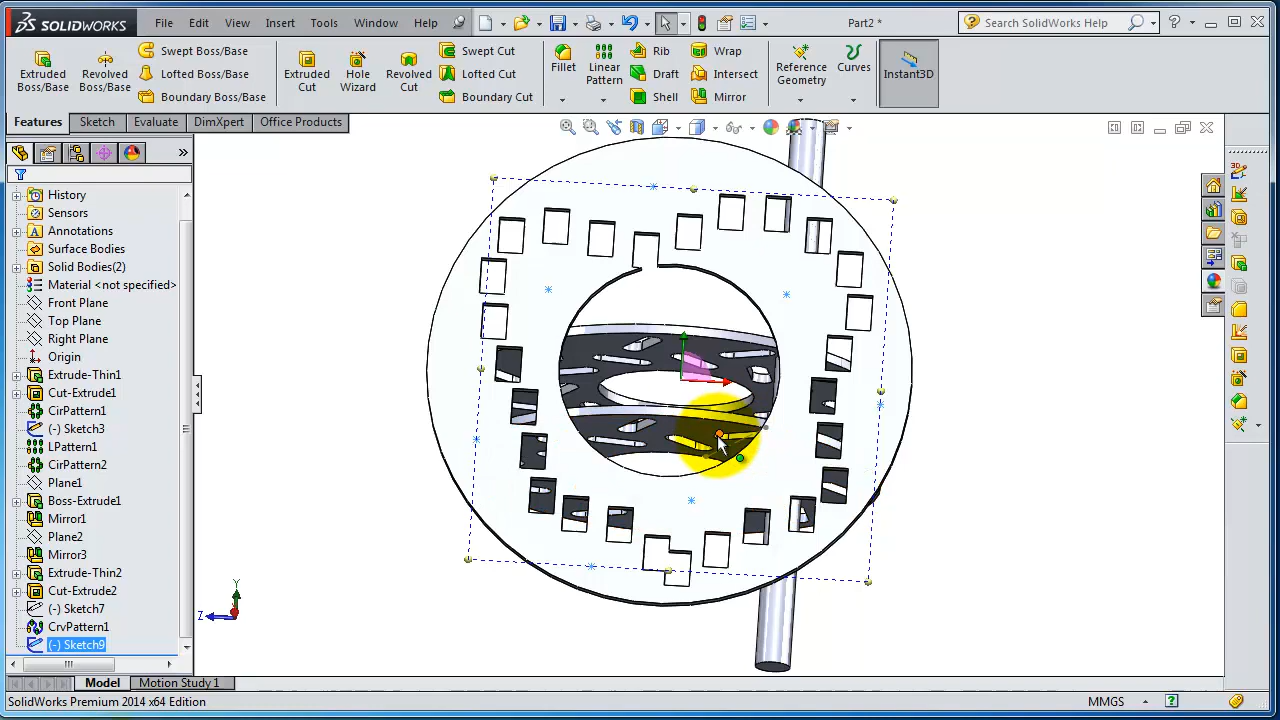 SOLIDWORKS File Edit View Insert Tools Window Help Part2 * Search SolidWorks Help
Extruded Boss/Base
Revolved Boss/Base
Swept Boss/Base
Lofted Boss/Base
Boundary Boss/Base
Extruded Cut
Hole Wizard
Revolved Cut
Swept Cut
Lofted Cut
Boundary Cut
Fillet
Linear Pattern
Rib
Draft
Shell
Wrap
Intersect
Mirror
Reference Geometry
Curves
Instant3D
Features Sketch Evaluate DimXpert Office Products
History
Sensors
Annotations
Surface Bodies
Solid Bodies(2)
Material <not specified>
Front Plane
Top Plane
Right Plane
Origin
Extrude-Thin1
Cut-Extrude1
CirPattern1
(-) Sketch3
LPattern1
CirPattern2
Plane1
Boss-Extrude1
Mirror1
Plane2
Mirror3
Extrude-Thin2
Cut-Extrude2
(-) Sketch7
CrvPattern1
(-) Sketch9
Y
Z
Model Motion Study 1
SolidWorks Premium 2014 x64 Edition MMGS